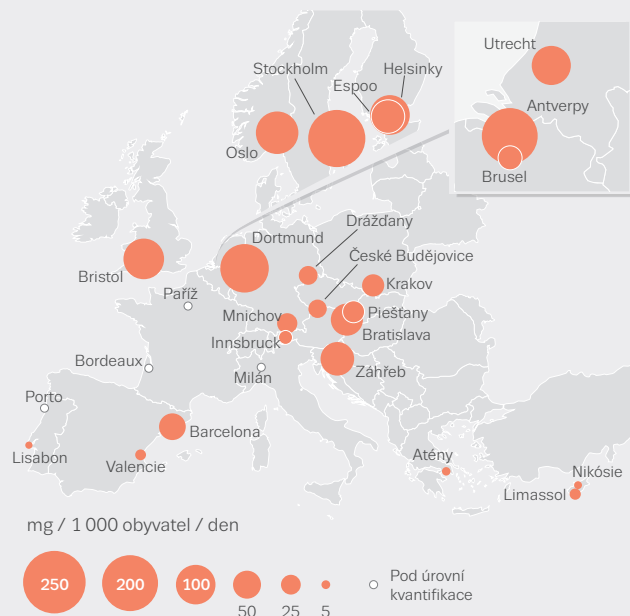 Utrecht
Antverpy
Brusel
Stockholm
Helsinky
Espoo
Oslo
Drážďany
Dortmund
České Budějovice
Bristol
Krakov
Paříž
Mnichov
Piešťany
Innsbruck
Bratislava
Bordeaux
Záhřeb
Milán
Porto
Barcelona
Lisabon
Valencie
Atény
Nikósie
Limassol
mg / 1 000 obyvatel / den
250 200 100 50 25 5
Pod úrovní
kvantifikace